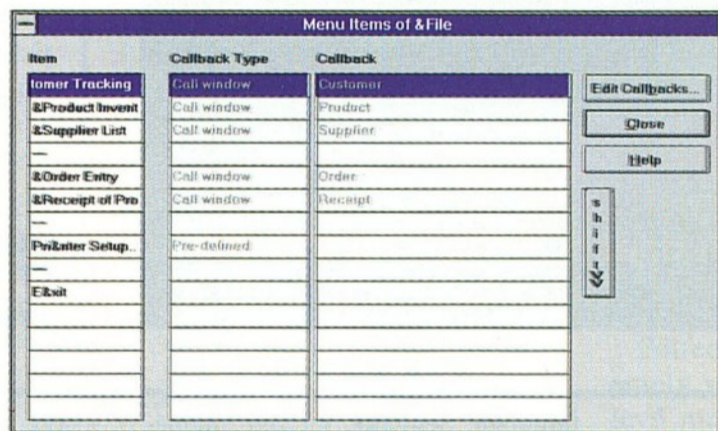 Menu Items of &File
Item Callback Type Callback
tomer Tracking Call window Customer
&Product Invent Call window Product
&Supplier List Call window Supplier
—
&Order Entry Call window Order
&Receipt of Pro Call window Receipt
—
Pri&nter Setup.. Pre-defined
—
E&xit
Edit Callbacks...
Close
Help
shift